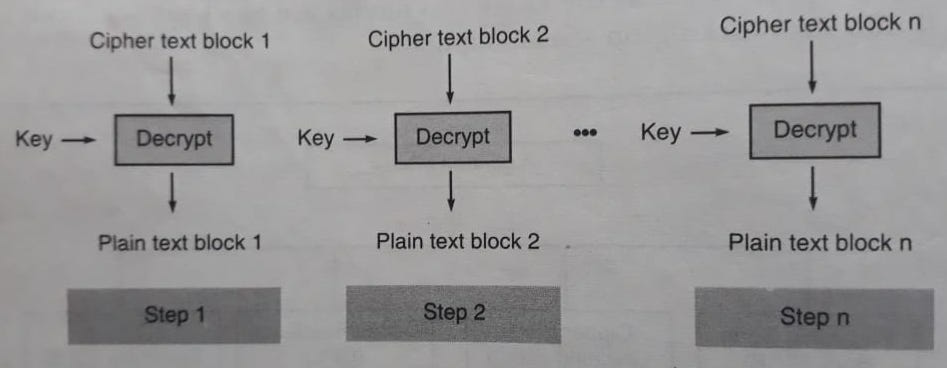 Cipher text block 1
Cipher text block 2
Cipher text block n
Key
Decrypt
Key
Decrypt
•••
Key
Decrypt
Plain text block 1
Plain text block 2
Plain text block n
Step 1
Step 2
Step n